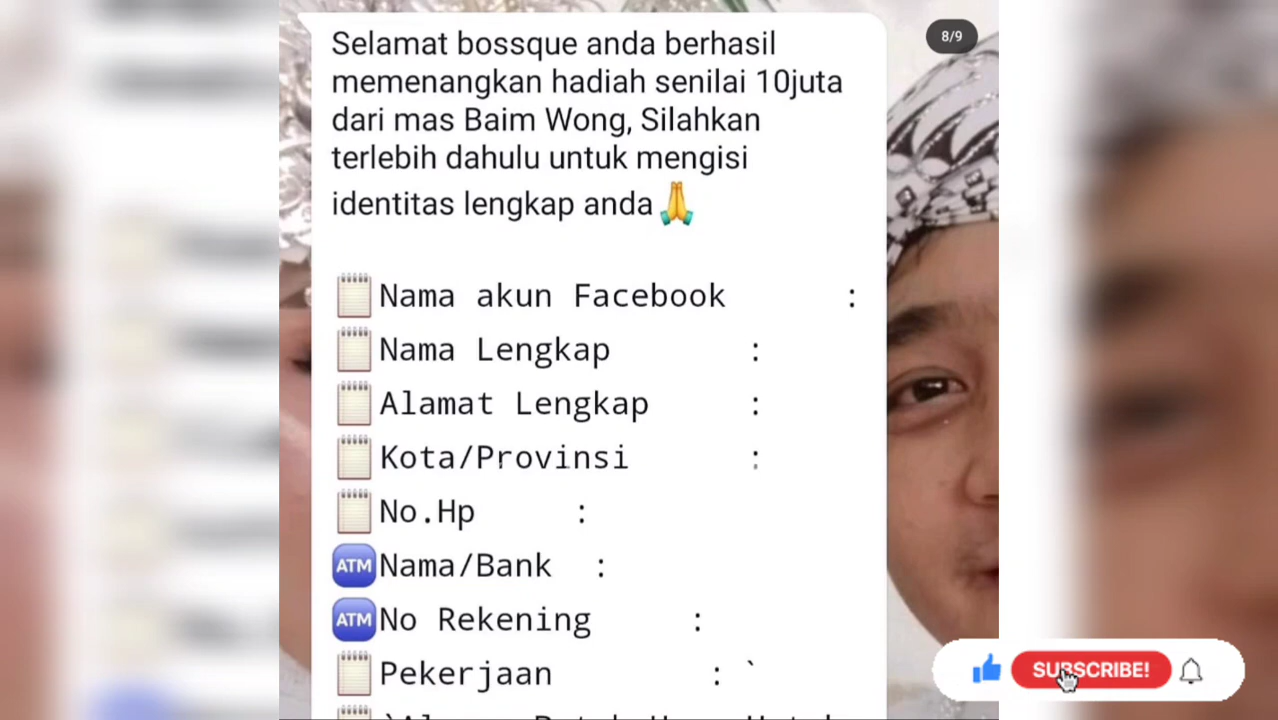 Selamat bossque anda berhasil
memenangkan hadiah senilai 10juta
dari mas Baim Wong, Silahkan
terlebih dahulu untuk mengisi
identitas lengkap anda🙏
8/9
Nama akun Facebook :
Nama Lengkap :
Alamat Lengkap :
Kota/Provinsi :
No.Hp :
ATM Nama/Bank :
ATM No Rekening :
Pekerjaan : `
SUBSCRIBE!